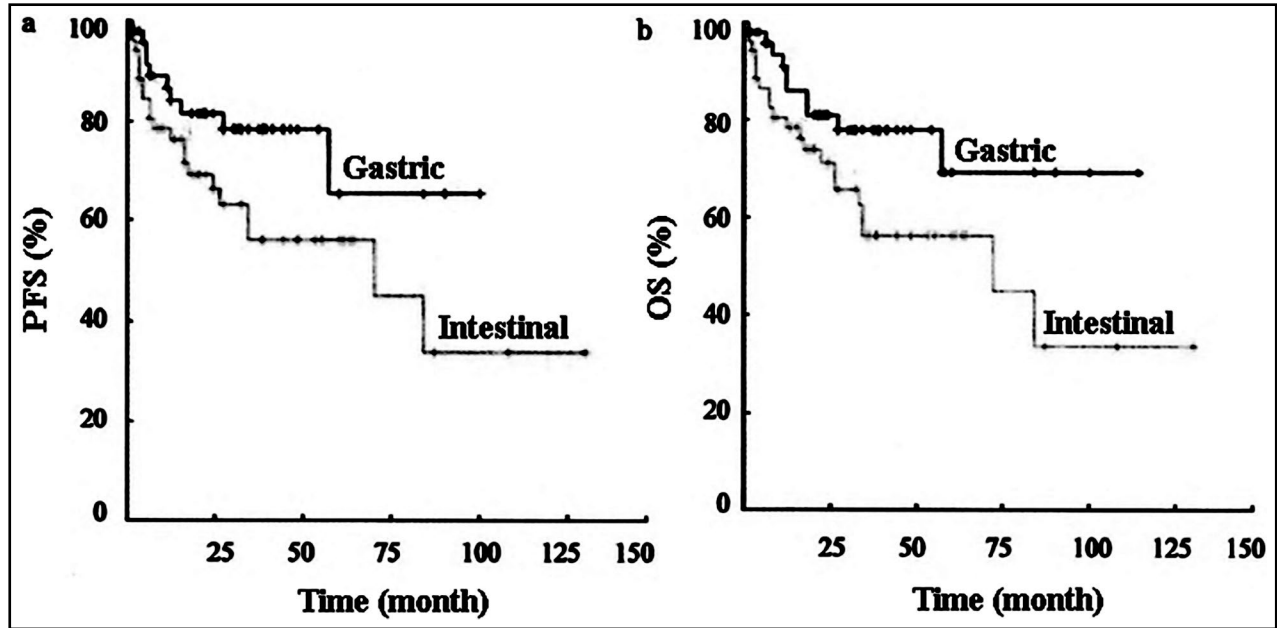 a
100
80
60
40
20
0
PFS (%)
Gastric
Intestinal
25 50 75 100 125 150
Time (month)
b
100
80
60
40
20
0
OS (%)
Gastric
Intestinal
25 50 75 100 125 150
Time (month)